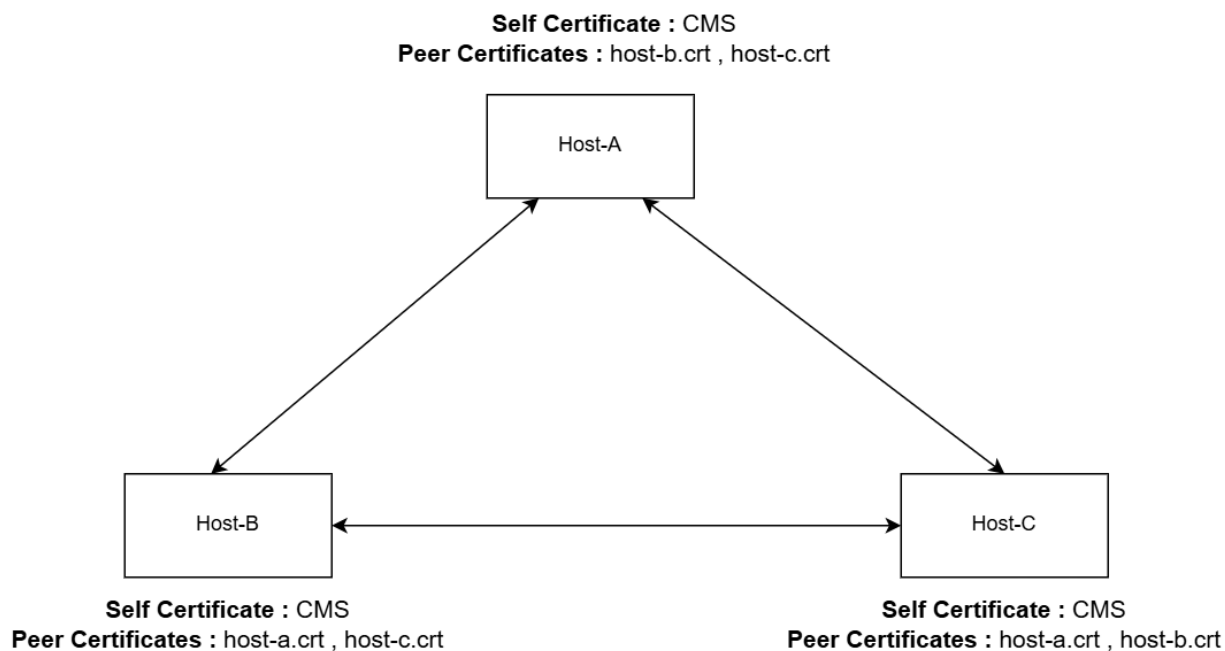 Self Certificate : CMS
Peer Certificates : host-b.crt , host-c.crt
Host-A
Host-B
Host-C
Self Certificate : CMS
Peer Certificates : host-a.crt , host-c.crt
Self Certificate : CMS
Peer Certificates : host-a.crt , host-b.crt